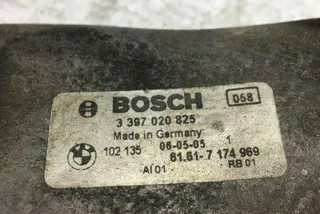 BOSCH 058
3 397 020 825
Made in Germany
102 135 06-05-05 1
61.61-7 174 969
AI 01 RB 01